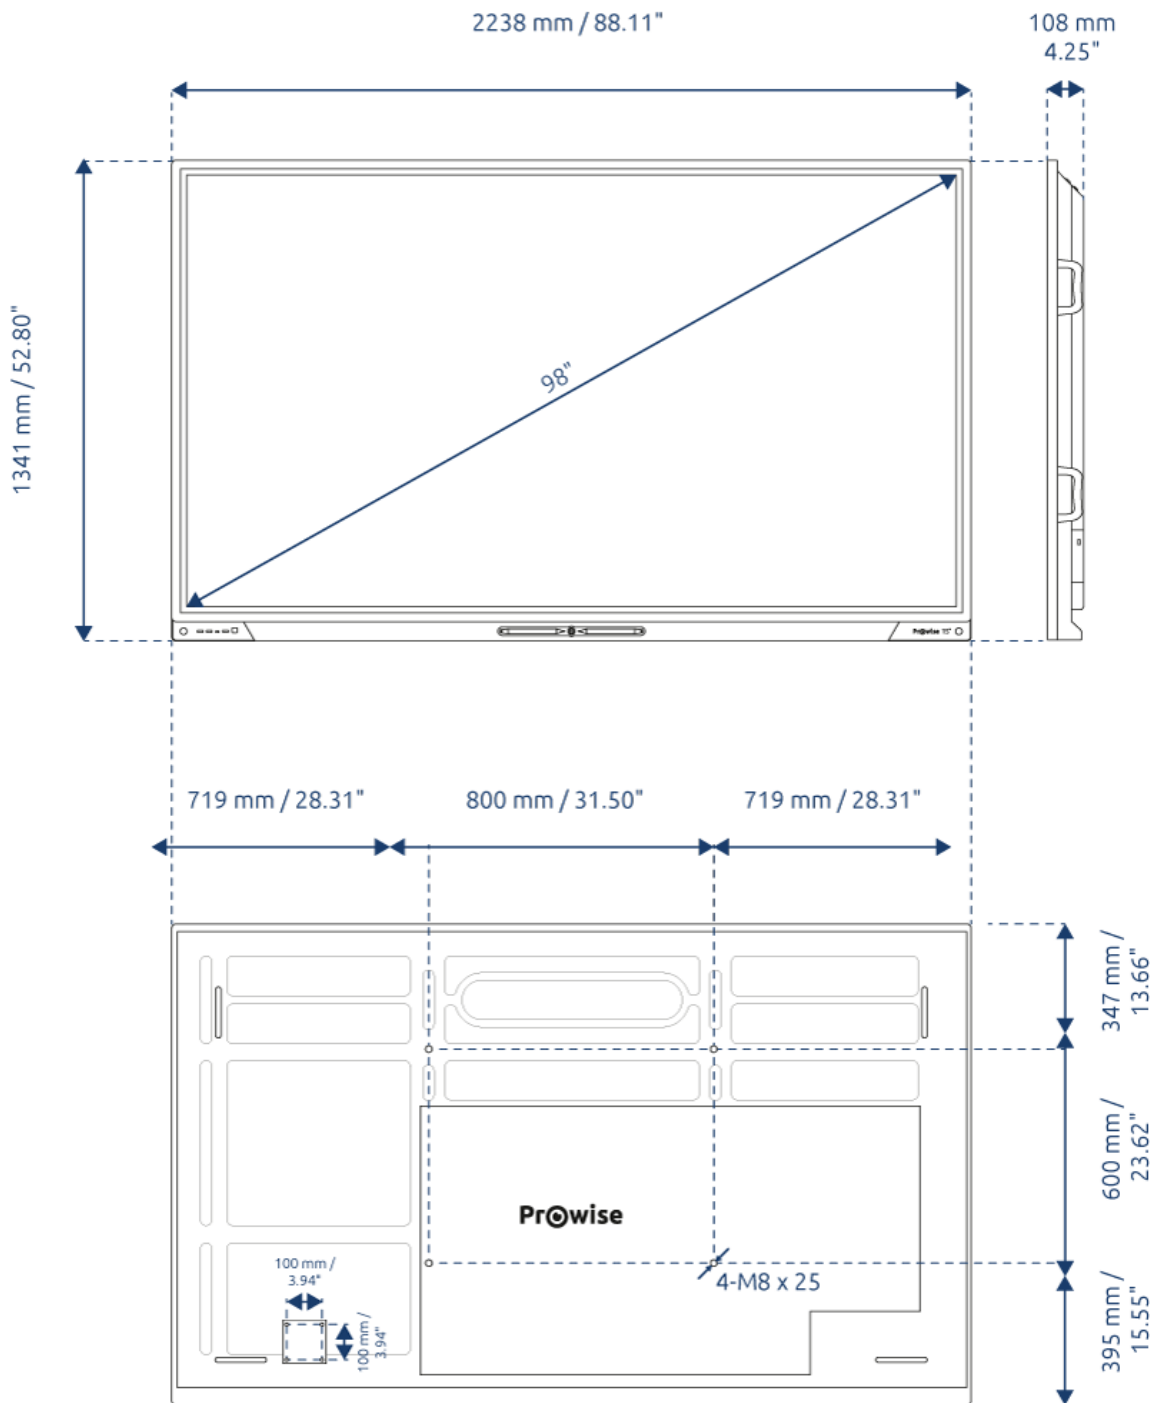 2238 mm / 88.11"
108 mm
4.25"
1341 mm / 52.80"
98"
Prowise
719 mm / 28.31"
800 mm / 31.50"
719 mm / 28.31"
347 mm /
13.66"
600 mm /
23.62"
Prowise
4-M8 x 25
100 mm /
3.94"
100 mm /
3.94"
395 mm /
15.55"